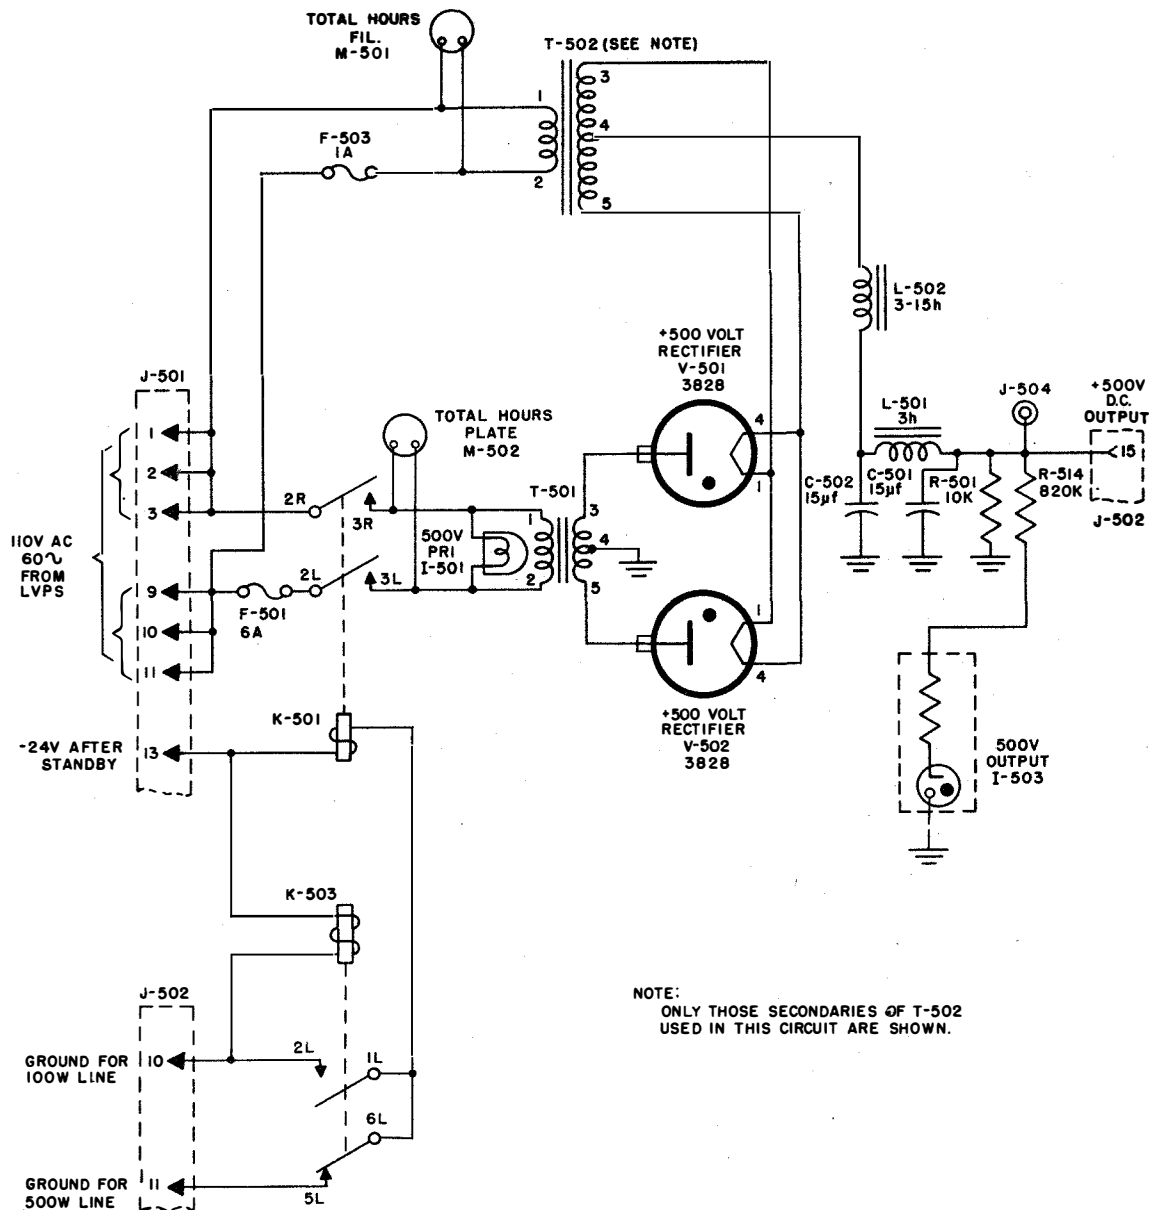 TOTAL HOURS
FIL.
M-501
T-502 (SEE NOTE)
1
2
3
4
5
F-503
1A
L-502
3-15h
+500 VOLT
RECTIFIER
V-501
3828
J-501
1
2
3
9
10
11
13
110V AC
60∿
FROM
LVPS
-24V AFTER
STANDBY
TOTAL HOURS
PLATE
M-502
2R
3R
2L
3L
F-501
6A
500V
PRI
I-501
T-501
1
2
3
4
5
4
1
1
4
+500 VOLT
RECTIFIER
V-502
3828
L-501
3h
J-504
+500V
D.C.
OUTPUT
15
J-502
C-502
15µf
C-501
15µf
R-501
10K
R-514
820K
500V
OUTPUT
I-503
K-501
K-503
J-502
10
11
GROUND FOR
100W LINE
GROUND FOR
500W LINE
2L
1L
6L
5L
NOTE:
ONLY THOSE SECONDARIES OF T-502
USED IN THIS CIRCUIT ARE SHOWN.